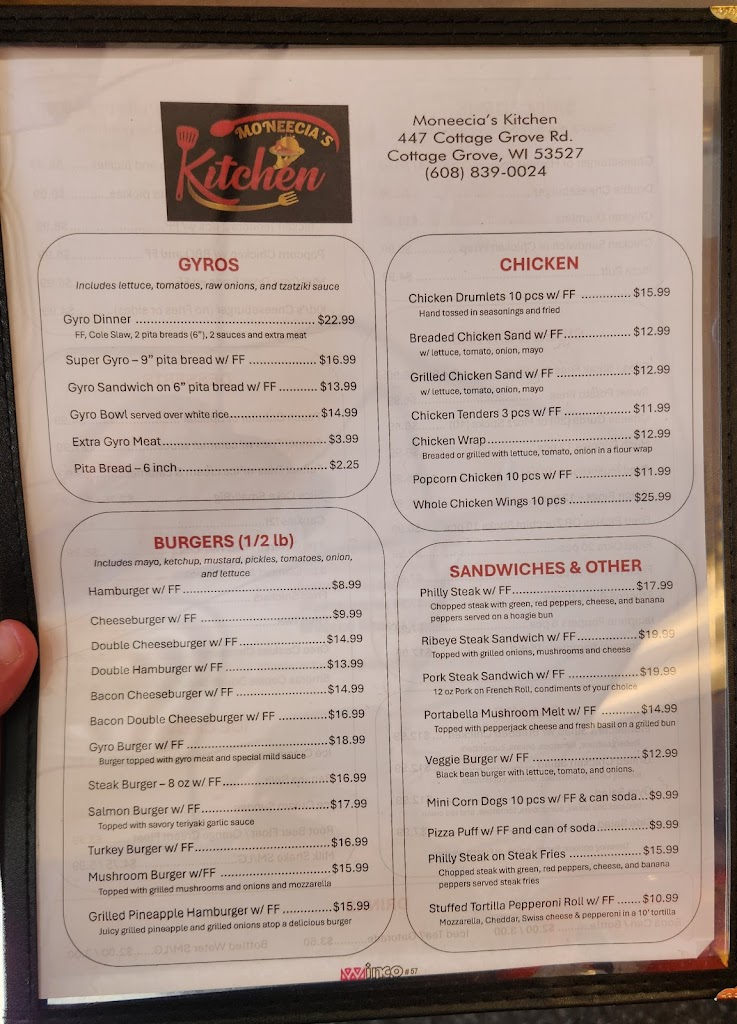 MONEECIA'S
Kitchen
Moneecia's Kitchen
447 Cottage Grove Rd.
Cottage Grove, WI 53527
(608) 839-0024
GYROS
Includes lettuce, tomatoes, raw onions, and tzatziki sauce
Gyro Dinner ........ $22.99
FF, Cole Slaw, 2 pita breads (6"), 2 sauces and extra meat
Super Gyro – 9" pita bread w/ FF ........ $16.99
Gyro Sandwich on 6" pita bread w/ FF ........ $13.99
Gyro Bowl served over white rice ........ $14.99
Extra Gyro Meat ........ $3.99
Pita Bread – 6 inch ........ $2.25
BURGERS (1/2 lb)
Includes mayo, ketchup, mustard, pickles, tomatoes, onion,
and lettuce
Hamburger w/ FF ........ $8.99
Cheeseburger w/ FF ........ $9.99
Double Cheeseburger w/ FF ........ $14.99
Double Hamburger w/ FF ........ $13.99
Bacon Cheeseburger w/ FF ........ $14.99
Bacon Double Cheeseburger w/ FF ........ $16.99
Gyro Burger w/ FF ........ $18.99
Burger topped with gyro meat and special mild sauce
Steak Burger – 8 oz w/ FF ........ $16.99
Salmon Burger w/ FF ........ $17.99
Topped with savory teriyaki garlic sauce
Turkey Burger w/ FF ........ $16.99
Mushroom Burger w/FF ........ $15.99
Topped with grilled mushrooms and onions and mozzarella
Grilled Pineapple Hamburger w/ FF ........ $15.99
Juicy grilled pineapple and grilled onions atop a delicious burger
CHICKEN
Chicken Drumlets 10 pcs w/ FF ........ $15.99
Hand tossed in seasonings and fried
Breaded Chicken Sand w/ FF ........ $12.99
w/ lettuce, tomato, onion, mayo
Grilled Chicken Sand w/ FF ........ $12.99
w/ lettuce, tomato, onion, mayo
Chicken Tenders 3 pcs w/ FF ........ $11.99
Chicken Wrap ........ $12.99
Breaded or grilled with lettuce, tomato, onion in a flour wrap
Popcorn Chicken 10 pcs w/ FF ........ $11.99
Whole Chicken Wings 10 pcs ........ $25.99
SANDWICHES & OTHER
Philly Steak w/ FF ........ $17.99
Chopped steak with green, red peppers, cheese, and banana
peppers served on a hoagie bun
Ribeye Steak Sandwich w/ FF ........ $19.99
Topped with grilled onions, mushrooms and cheese
Pork Steak Sandwich w/ FF ........ $19.99
12 oz Pork on French Roll, condiments of your choice
Portabella Mushroom Melt w/ FF ........ $14.99
Topped with pepperjack cheese and fresh basil on a grilled bun
Veggie Burger w/ FF ........ $12.99
Black bean burger with lettuce, tomato, and onions.
Mini Corn Dogs 10 pcs w/ FF & can soda ... $9.99
Pizza Puff w/ FF and can of soda ........ $9.99
Philly Steak on Steak Fries ........ $15.99
Chopped steak with green, red peppers, cheese, and banana
peppers served steak fries
Stuffed Tortilla Pepperoni Roll w/ FF ........ $10.99
Mozzarella, Cheddar, Swiss cheese & pepperoni in a 10' tortilla
Winco #57